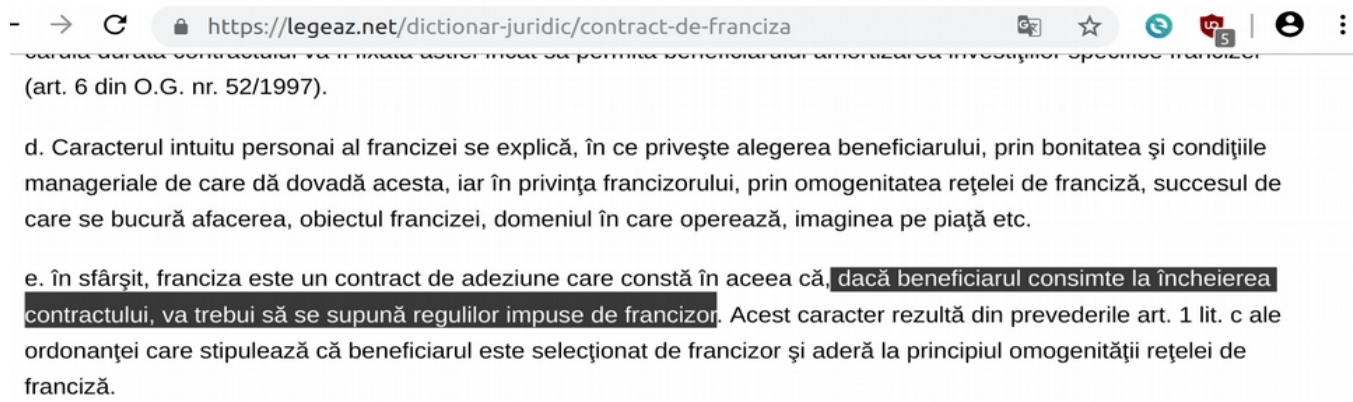 https://legeaz.net/dictionar-juridic/contract-de-franciza
5
(art. 6 din O.G. nr. 52/1997).
d. Caracterul intuitu personai al francizei se explică, în ce priveşte alegerea beneficiarului, prin bonitatea şi condiţiile
manageriale de care dă dovadă acesta, iar în privinţa francizorului, prin omogenitatea reţelei de franciză, succesul de
care se bucură afacerea, obiectul francizei, domeniul în care operează, imaginea pe piaţă etc.
e. în sfârşit, franciza este un contract de adeziune care constă în aceea că, dacă beneficiarul consimte la încheierea
contractului, va trebui să se supună regulilor impuse de francizor. Acest caracter rezultă din prevederile art. 1 lit. c ale
ordonanţei care stipulează că beneficiarul este selecţionat de francizor şi aderă la principiul omogenităţii reţelei de
franciză.